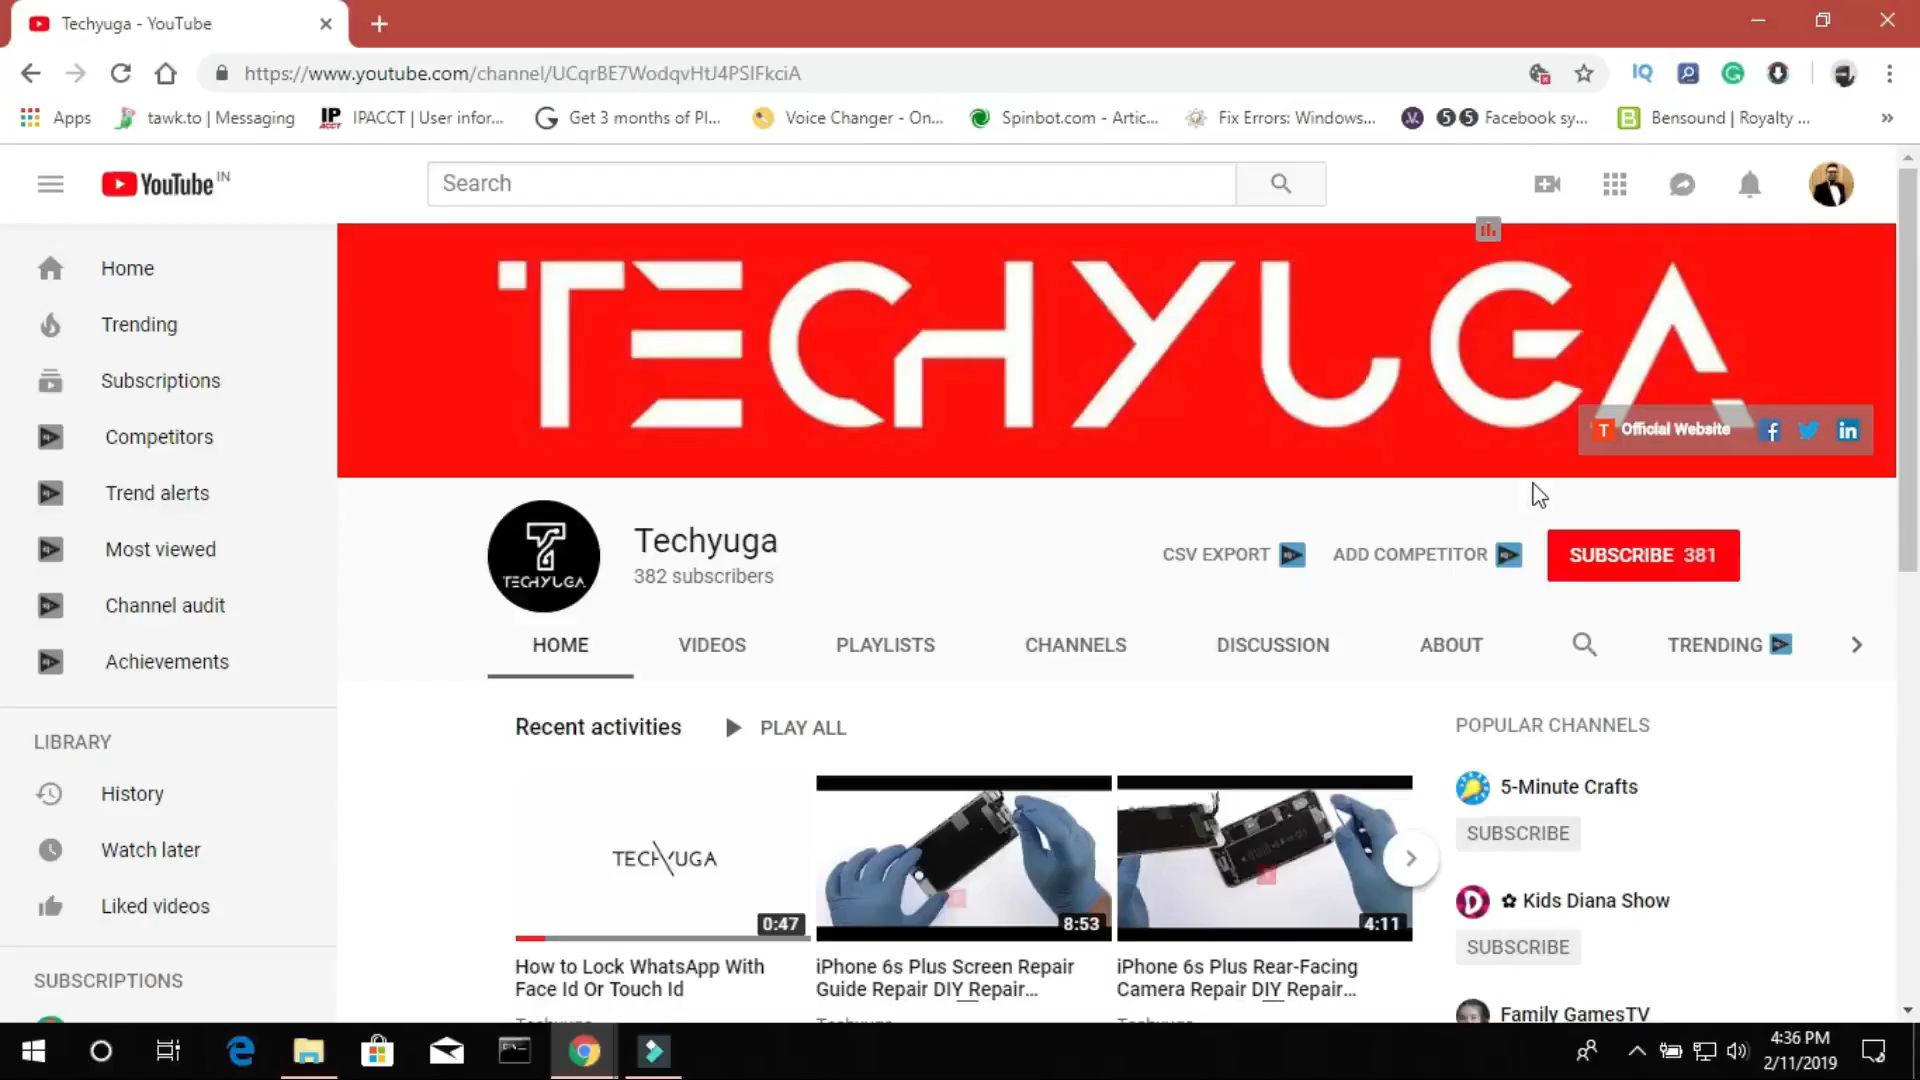 Techyuga - YouTube
https://www.youtube.com/channel/UCqrBE7WodqvHtJ4PSIFkciA
IQ
Apps
tawk.to | Messaging
IP ACCT
IPACCT | User infor...
Get 3 months of Pl...
Voice Changer - On...
Spinbot.com - Artic...
Fix Errors: Windows...
❺❺ Facebook sy...
B
Bensound | Royalty ...
»
YouTube IN
Search
Home
Trending
Subscriptions
Competitors
Trend alerts
Most viewed
Channel audit
Achievements
LIBRARY
History
Watch later
Liked videos
SUBSCRIPTIONS
TECHYUGA
T Official Website
TECHYUGA
Techyuga
382 subscribers
CSV EXPORT
ADD COMPETITOR
SUBSCRIBE 381
HOME
VIDEOS
PLAYLISTS
CHANNELS
DISCUSSION
ABOUT
TRENDING
Recent activities
PLAY ALL
TECHYUGA
0:47
8:53
4:11
How to Lock WhatsApp With
Face Id Or Touch Id
iPhone 6s Plus Screen Repair
Guide Repair DIY Repair...
iPhone 6s Plus Rear-Facing
Camera Repair DIY Repair...
POPULAR CHANNELS
5-Minute Crafts
SUBSCRIBE
✿ Kids Diana Show
SUBSCRIBE
Family GamesTV
4:36 PM
2/11/2019